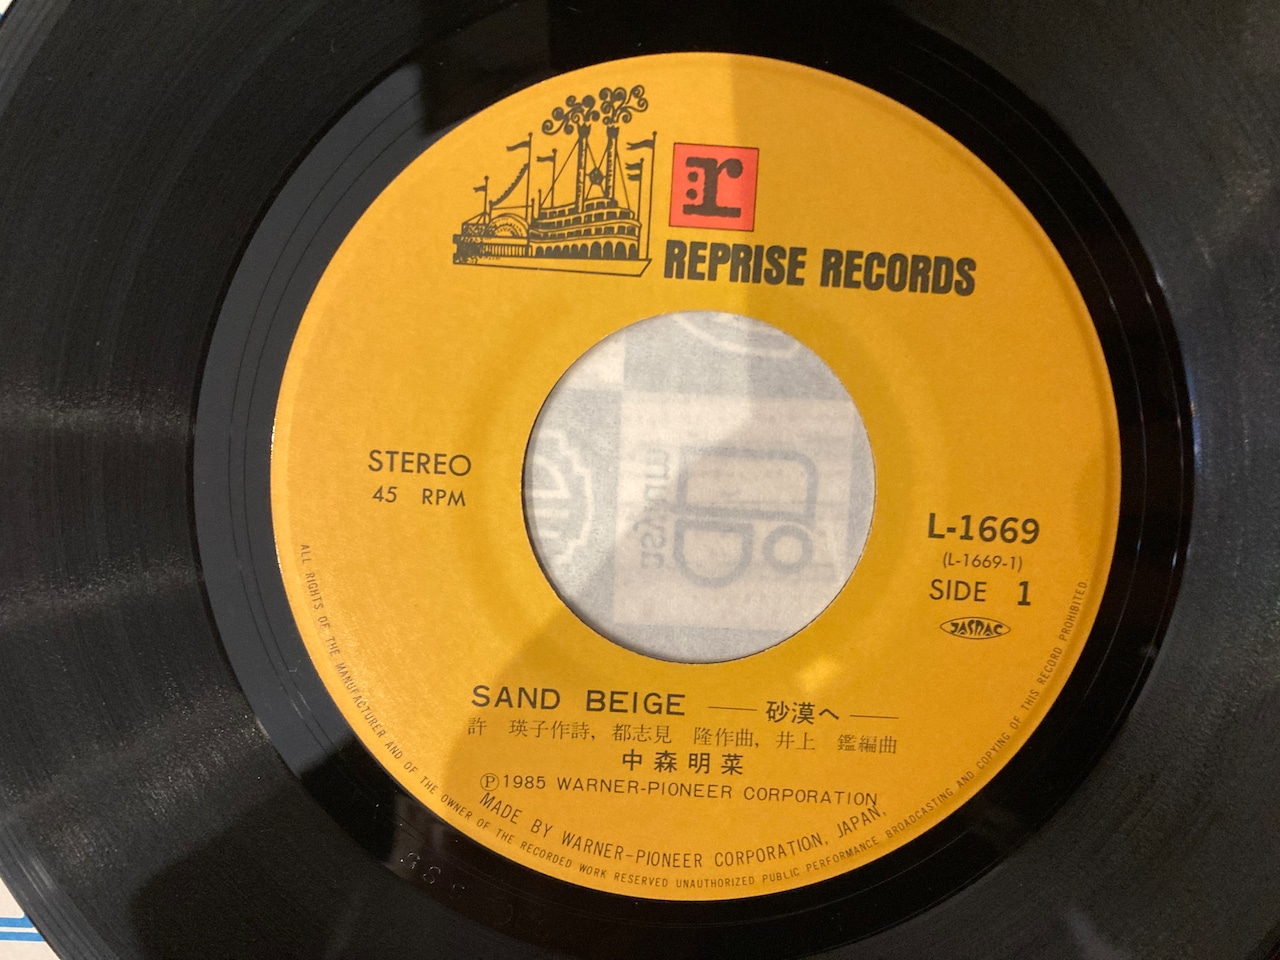 r
REPRISE RECORDS
STEREO
45 RPM
L-1669
(L-1669-1)
SIDE 1
JASRAC
SAND BEIGE —砂漠へ—
許 瑛子作詩, 都志見 隆作曲, 井上 鑑編曲
中森明菜
Ⓟ1985 WARNER-PIONEER CORPORATION
MADE BY WARNER-PIONEER CORPORATION, JAPAN,
ALL RIGHTS OF THE MANUFACTURER AND OF THE OWNER OF THE RECORDED WORK RESERVED UNAUTHORIZED PUBLIC PERFORMANCE BROADCASTING AND COPYING OF THIS RECORD PROHIBITED